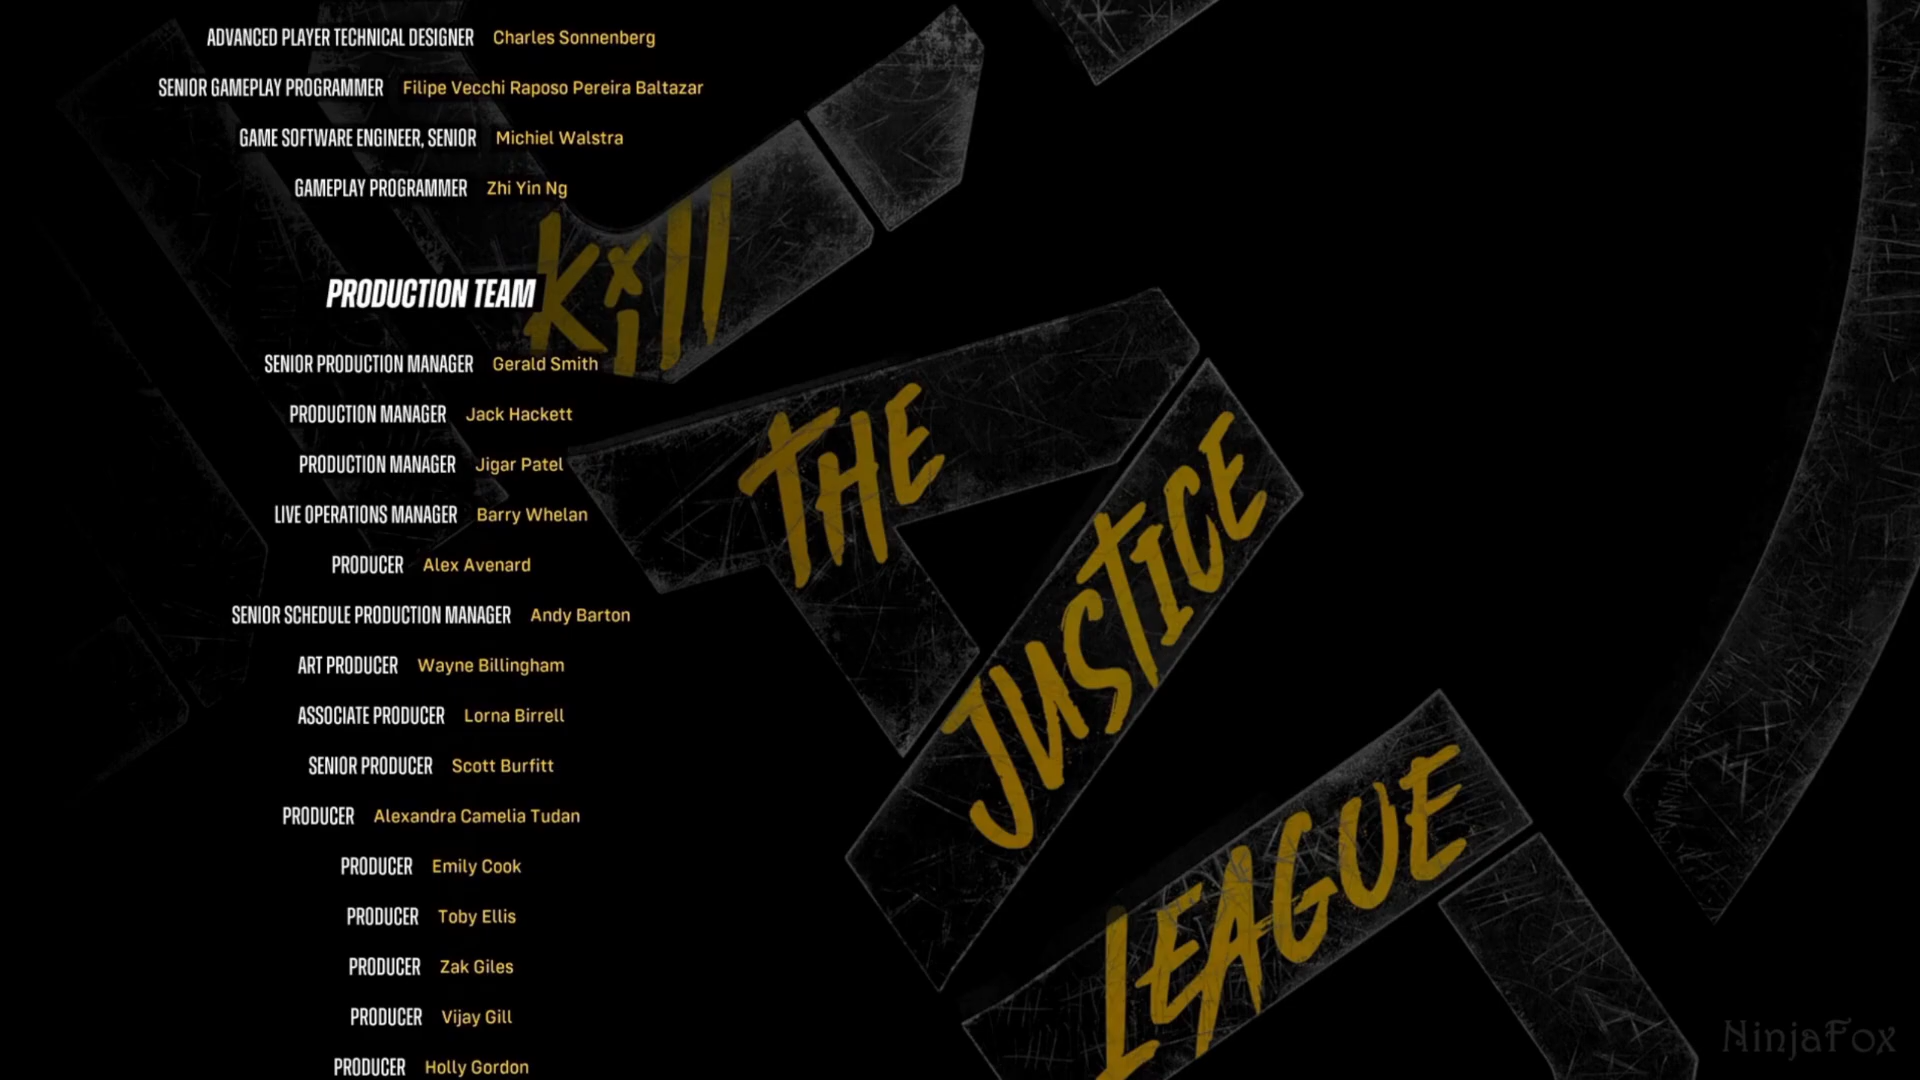 ADVANCED PLAYER TECHNICAL DESIGNER Charles Sonnenberg
SENIOR GAMEPLAY PROGRAMMER Filipe Vecchi Raposo Pereira Baltazar
GAME SOFTWARE ENGINEER, SENIOR Michiel Walstra
GAMEPLAY PROGRAMMER Zhi Yin Ng
PRODUCTION TEAM
SENIOR PRODUCTION MANAGER Gerald Smith
PRODUCTION MANAGER Jack Hackett
PRODUCTION MANAGER Jigar Patel
LIVE OPERATIONS MANAGER Barry Whelan
PRODUCER Alex Avenard
SENIOR SCHEDULE PRODUCTION MANAGER Andy Barton
ART PRODUCER Wayne Billingham
ASSOCIATE PRODUCER Lorna Birrell
SENIOR PRODUCER Scott Burfitt
PRODUCER Alexandra Camelia Tudan
PRODUCER Emily Cook
PRODUCER Toby Ellis
PRODUCER Zak Giles
PRODUCER Vijay Gill
PRODUCER Holly Gordon
Kill
THE
JUSTICE
LEAGUE
NinjaFox